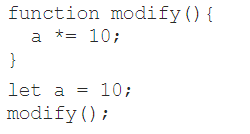 function modify(){
  a *= 10;
}
let a = 10;
modify();